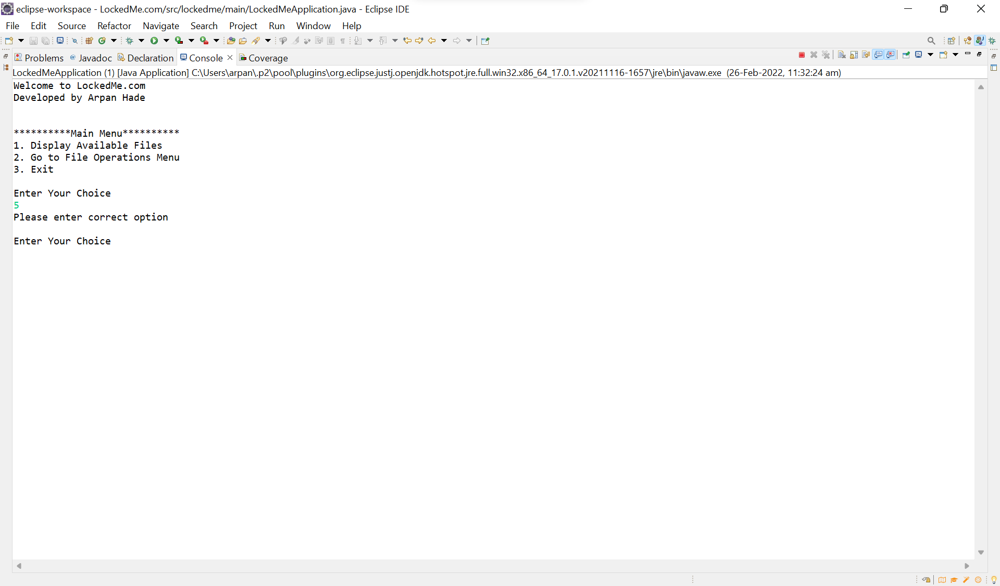 eclipse-workspace - LockedMe.com/src/lockedme/main/LockedMeApplication.java - Eclipse IDE
File Edit Source Refactor Navigate Search Project Run Window Help
Problems @ Javadoc Declaration Console Coverage
LockedMeApplication (1) [Java Application] C:\Users\arpan\.p2\pool\plugins\org.eclipse.justj.openjdk.hotspot.jre.full.win32.x86_64_17.0.1.v20211116-1657\jre\bin\javaw.exe (26-Feb-2022, 11:32:24 am)
Welcome to LockedMe.com
Developed by Arpan Hade
**********Main Menu**********
1. Display Available Files
2. Go to File Operations Menu
3. Exit
Enter Your Choice
5
Please enter correct option
Enter Your Choice